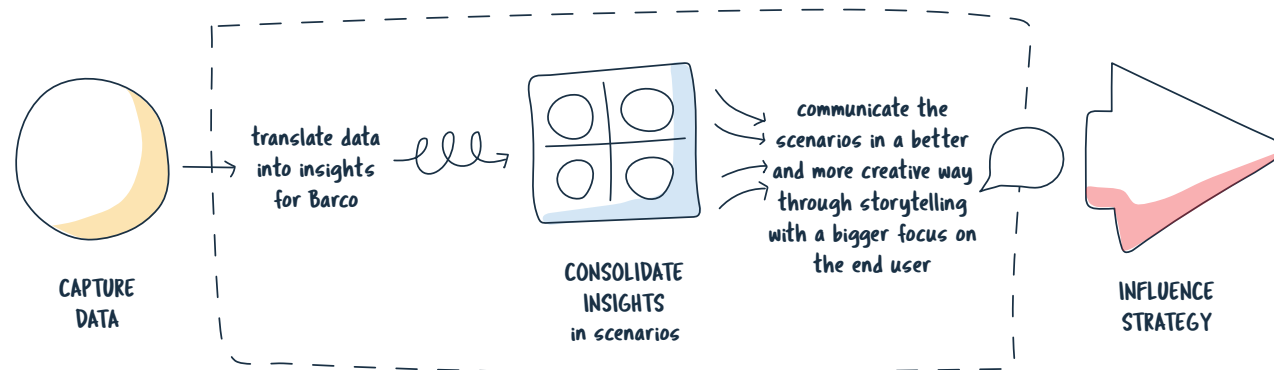 CAPTURE
DATA
translate data
into insights
for Barco
CONSOLIDATE
INSIGHTS
in scenarios
communicate the
scenarios in a better
and more creative way
through storytelling
with a bigger focus on
the end user
INFLUENCE
STRATEGY